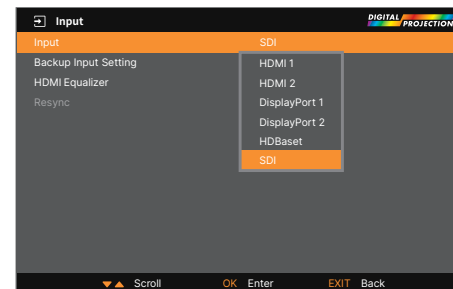 Input
DIGITAL PROJECTION
Input SDI
Backup Input Setting HDMI 1
HDMI Equalizer HDMI 2
Resync DisplayPort 1
DisplayPort 2
HDBaset
SDI
Scroll OK Enter EXIT Back